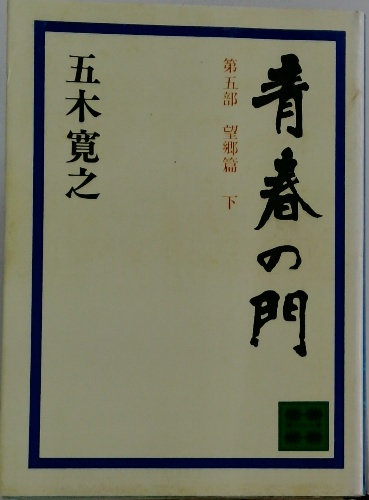 青春の門
第五部 望郷篇 下
五木寛之